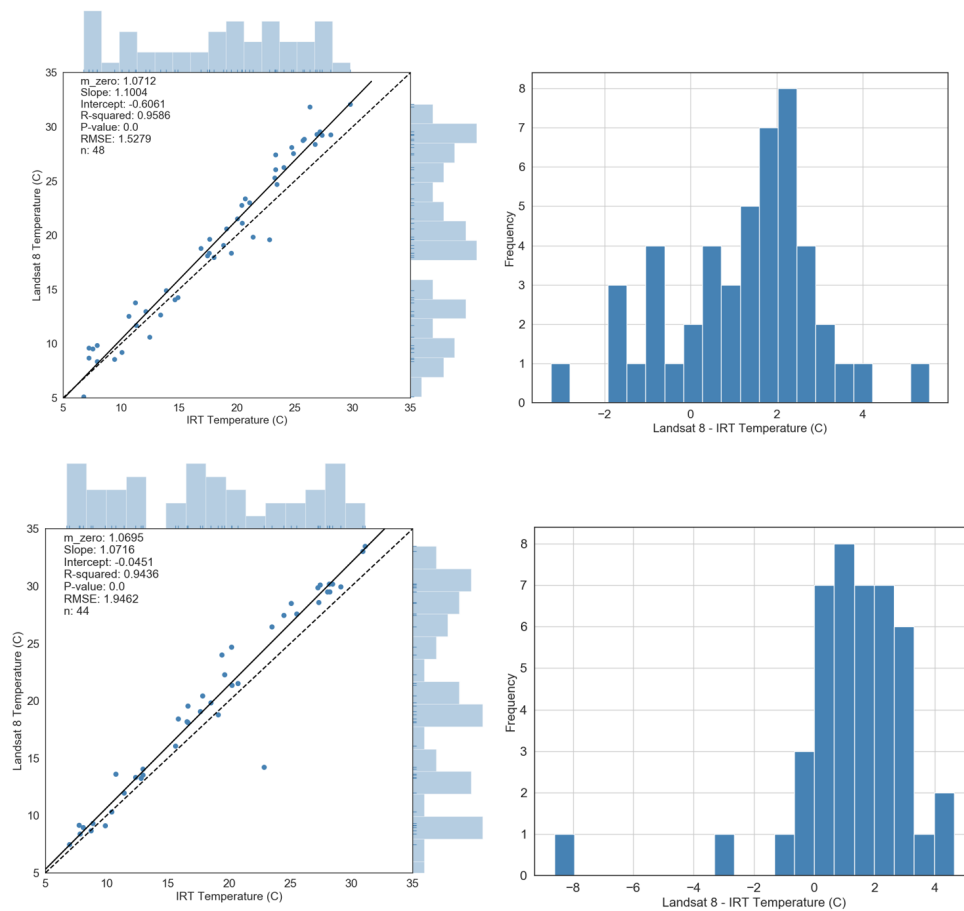 35
30
25
20
15
10
5
Landsat 8 Temperature (C)
m_zero: 1.0712
Slope: 1.1004
Intercept: -0.6061
R-squared: 0.9586
P-value: 0.0
RMSE: 1.5279
n: 48
5 10 15 20 25 30 35
IRT Temperature (C)
8
7
6
5
4
3
2
1
0
Frequency
−2 0 2 4
Landsat 8 - IRT Temperature (C)
35
30
25
20
15
10
5
Landsat 8 Temperature (C)
m_zero: 1.0695
Slope: 1.0716
Intercept: -0.0451
R-squared: 0.9436
P-value: 0.0
RMSE: 1.9462
n: 44
5 10 15 20 25 30 35
IRT Temperature (C)
8
7
6
5
4
3
2
1
0
Frequency
−8 −6 −4 −2 0 2 4
Landsat 8 - IRT Temperature (C)